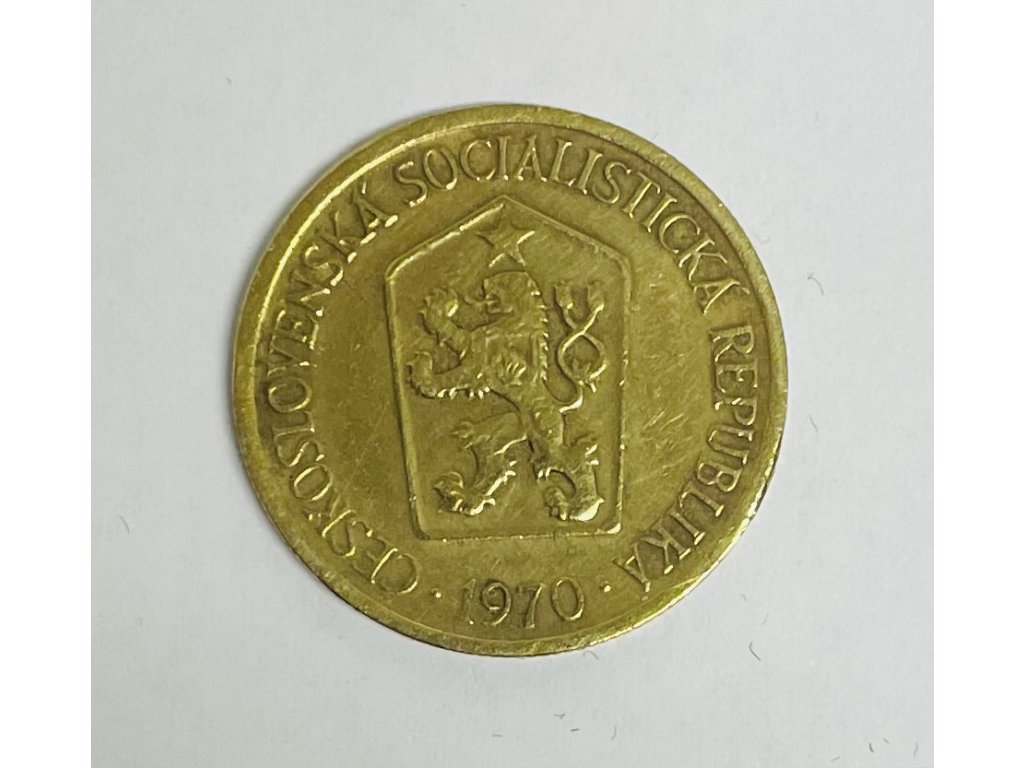 ČESKOSLOVENSKÁ SOCIALISTICKÁ REPUBLIKA
· 1970 ·